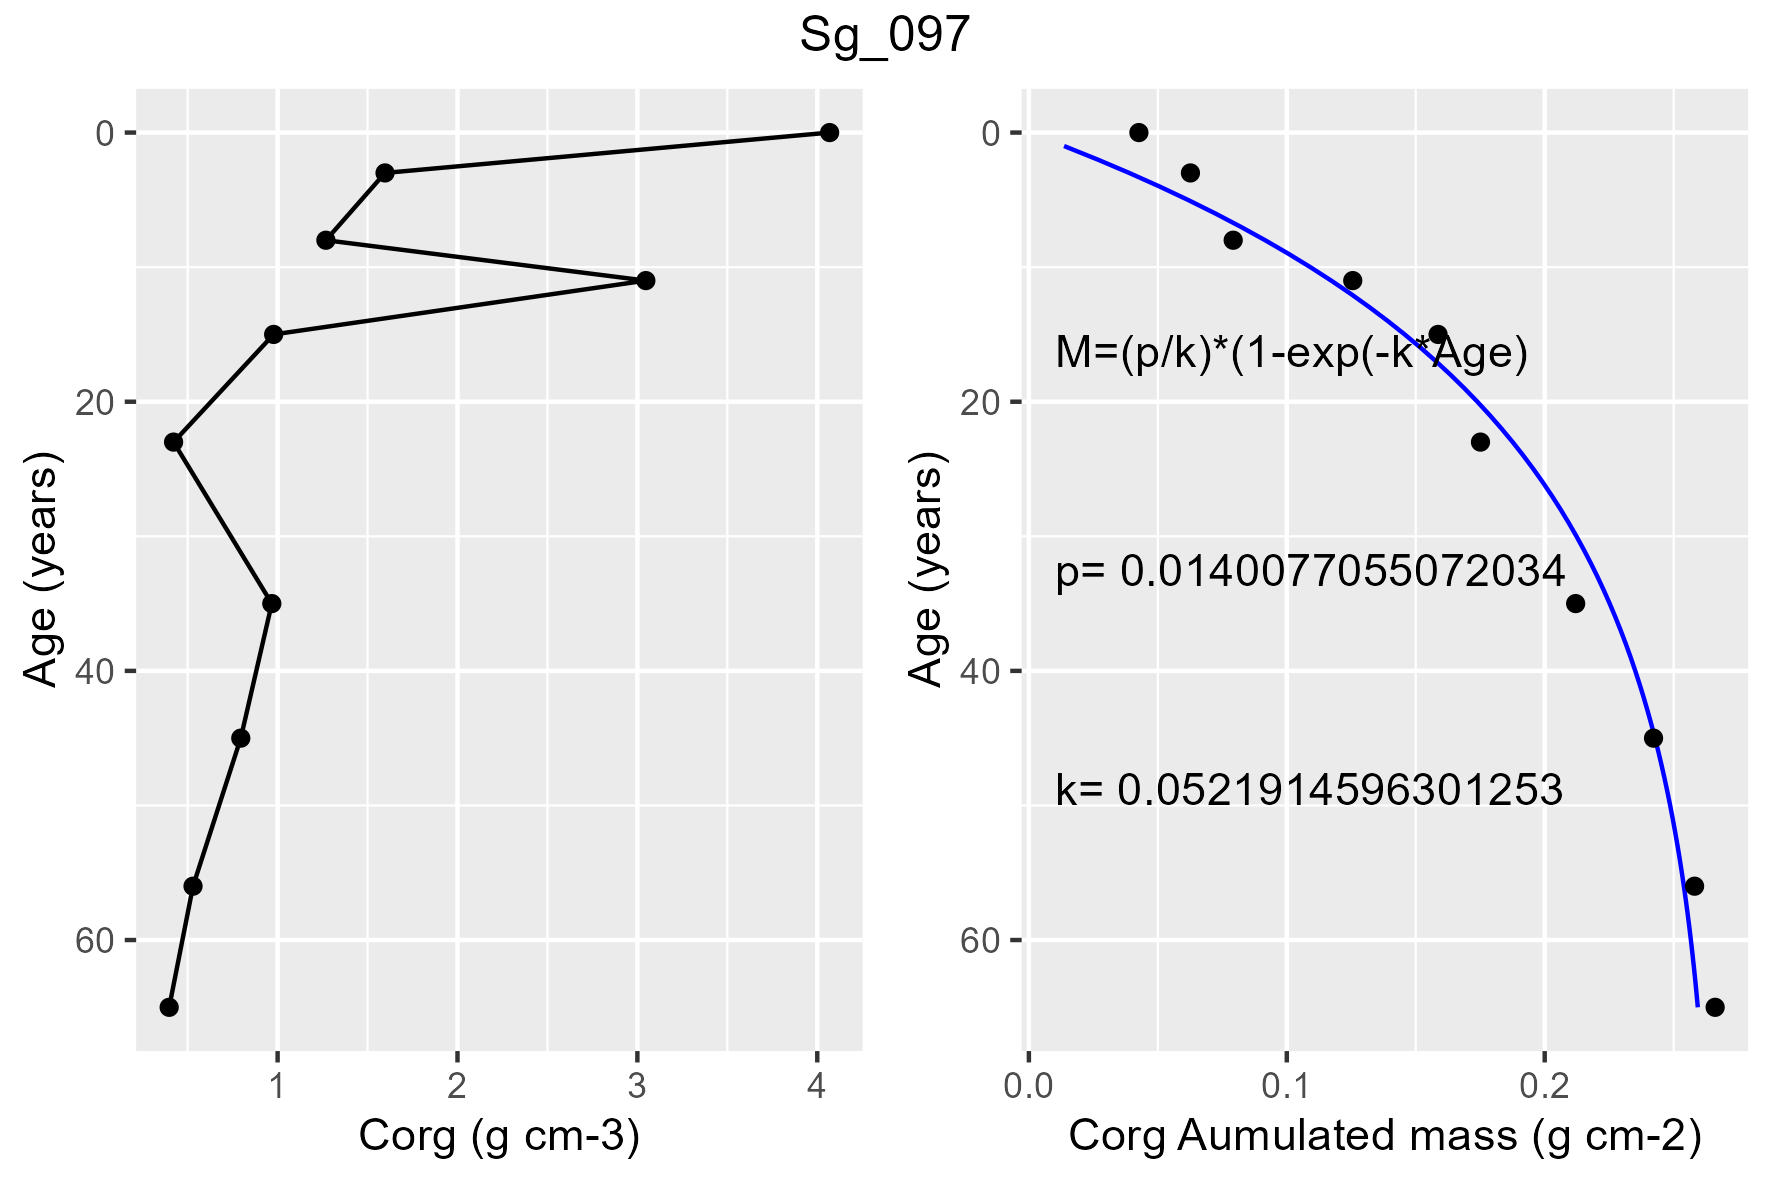 Sg_097
0
20
40
60
Age (years)
1 2 3 4
Corg (g cm-3)
0
20
40
60
Age (years)
M=(p/k)*(1-exp(-k*Age)
p= 0.0140077055072034
k= 0.0521914596301253
0.0 0.1 0.2
Corg Aumulated mass (g cm-2)